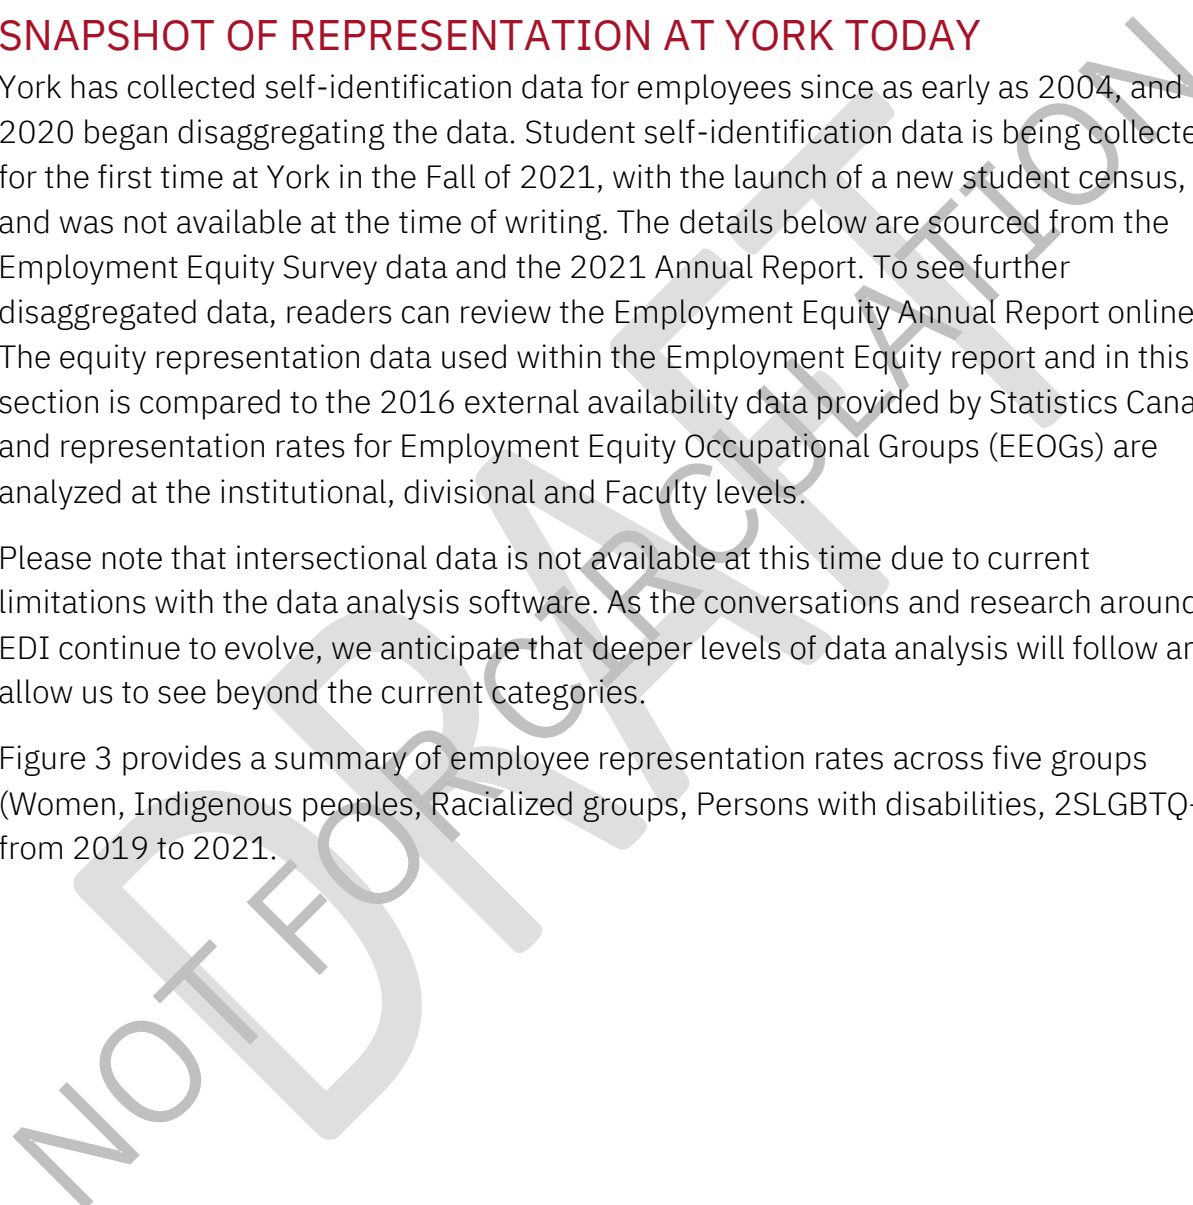 SNAPSHOT OF REPRESENTATION AT YORK TODAY
York has collected self-identification data for employees since as early as 2004, and
2020 began disaggregating the data. Student self-identification data is being collecte
for the first time at York in the Fall of 2021, with the launch of a new student census,
and was not available at the time of writing. The details below are sourced from the
Employment Equity Survey data and the 2021 Annual Report. To see further
disaggregated data, readers can review the Employment Equity Annual Report online
The equity representation data used within the Employment Equity report and in this
section is compared to the 2016 external availability data provided by Statistics Cana
and representation rates for Employment Equity Occupational Groups (EEOGs) are
analyzed at the institutional, divisional and Faculty levels.
Please note that intersectional data is not available at this time due to current
limitations with the data analysis software. As the conversations and research around
EDI continue to evolve, we anticipate that deeper levels of data analysis will follow an
allow us to see beyond the current categories.
Figure 3 provides a summary of employee representation rates across five groups
(Women, Indigenous peoples, Racialized groups, Persons with disabilities, 2SLGBTQ+
from 2019 to 2021.
DRAFT
NOT FOR CIRCULATION